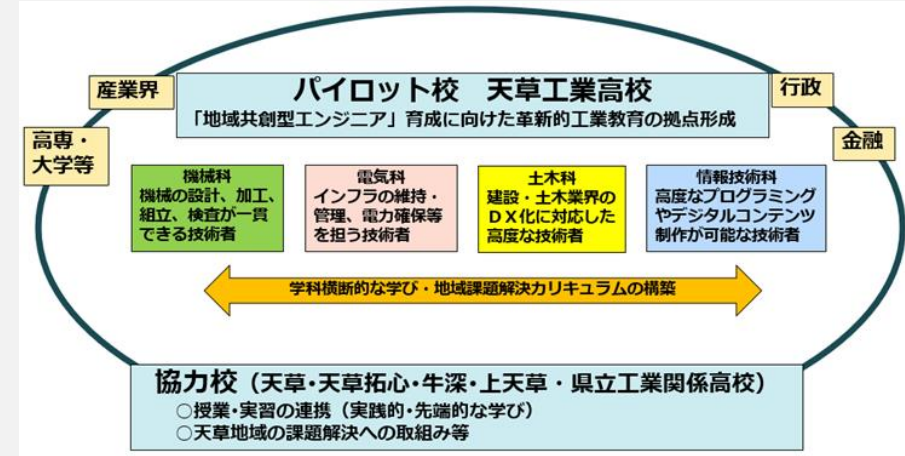 産業界
パイロット校　天草工業高校
「地域共創型エンジニア」育成に向けた革新的工業教育の拠点形成
行政
高専・
大学等
金融
機械科
機械の設計、加工、
組立、検査が一貫
できる技術者
電気科
インフラの維持・
管理、電力確保等
を担う技術者
土木科
建設・土木業界の
ＤＸ化に対応した
高度な技術者
情報技術科
高度なプログラミング
やデジタルコンテンツ
制作が可能な技術者
学科横断的な学び・地域課題解決カリキュラムの構築
協力校（天草・天草拓心・牛深・上天草・県立工業関係高校）
○授業・実習の連携（実践的・先端的な学び）
○天草地域の課題解決への取組み等